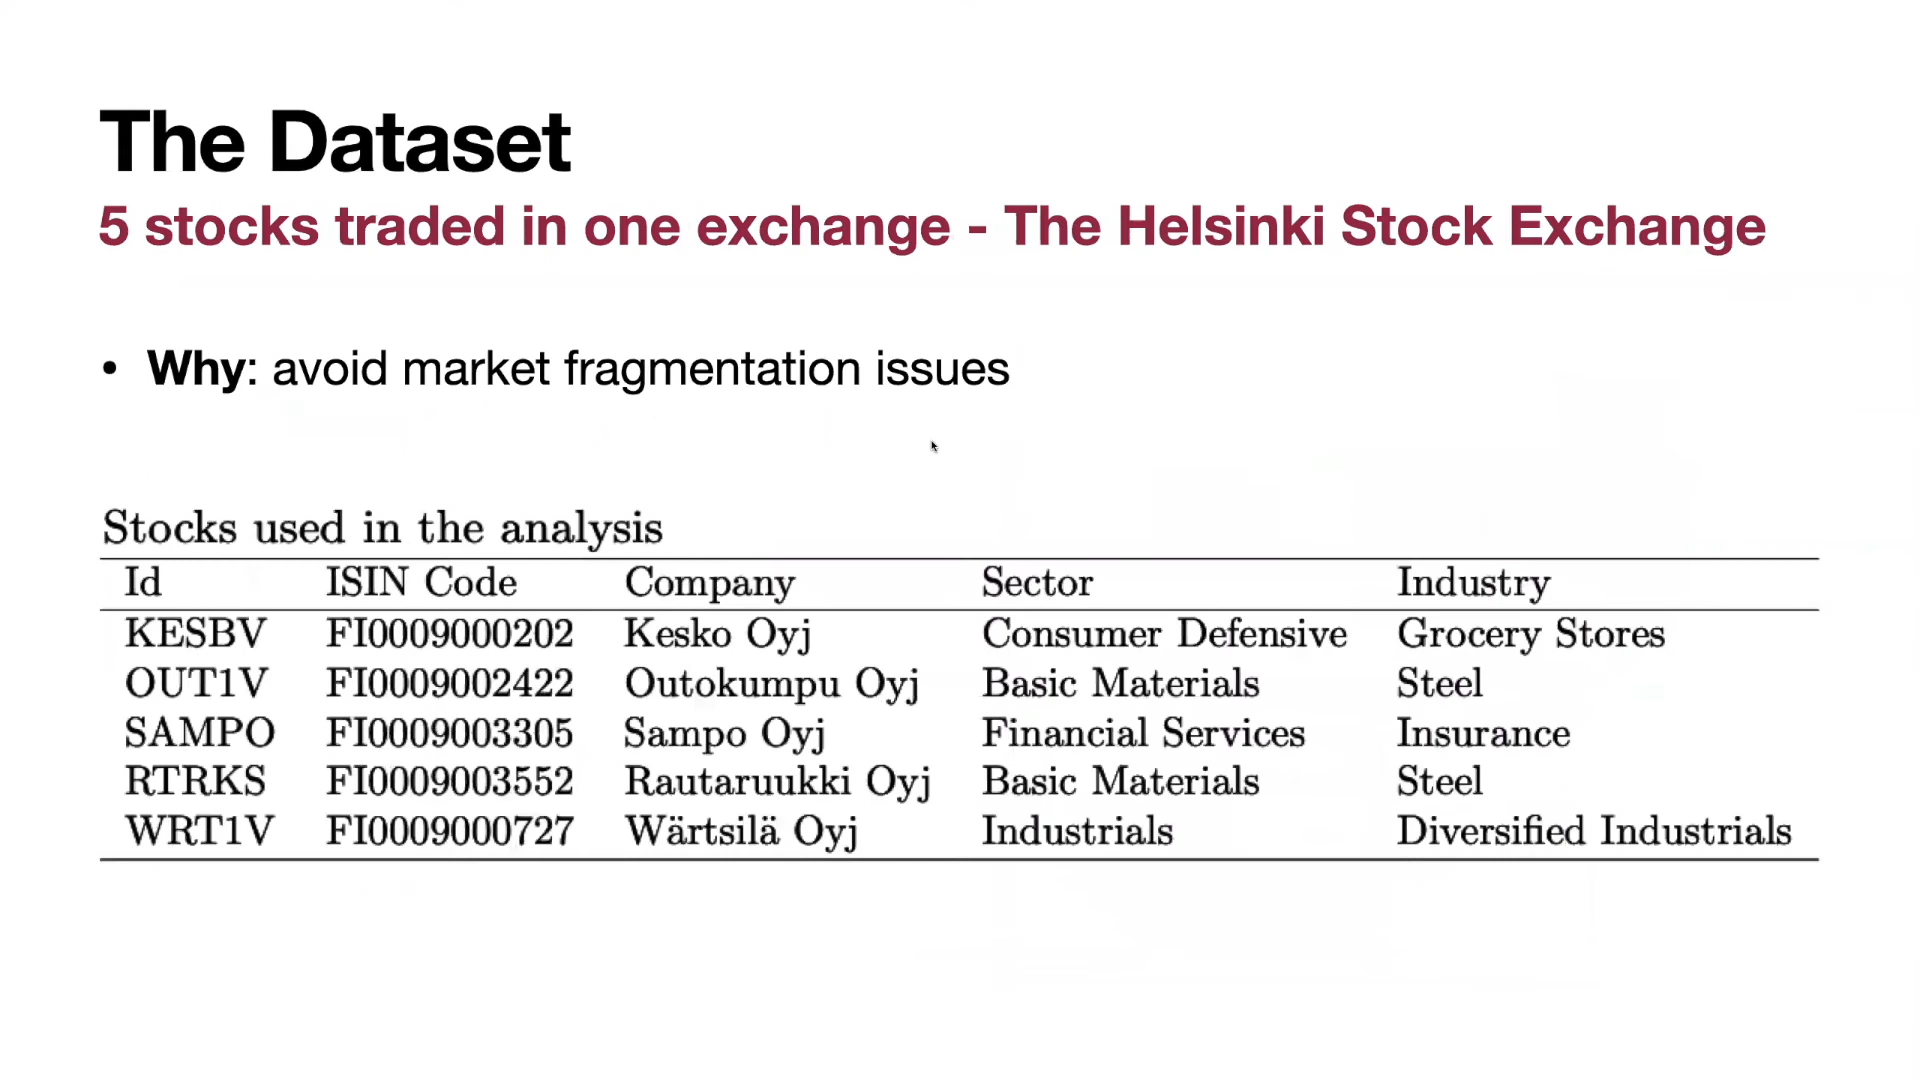 The Dataset
5 stocks traded in one exchange - The Helsinki Stock Exchange
• Why: avoid market fragmentation issues
Stocks used in the analysis
Id ISIN Code Company Sector Industry
KESBV FI0009000202 Kesko Oyj Consumer Defensive Grocery Stores
OUT1V FI0009002422 Outokumpu Oyj Basic Materials Steel
SAMPO FI0009003305 Sampo Oyj Financial Services Insurance
RTRKS FI0009003552 Rautaruukki Oyj Basic Materials Steel
WRT1V FI0009000727 Wärtsilä Oyj Industrials Diversified Industrials